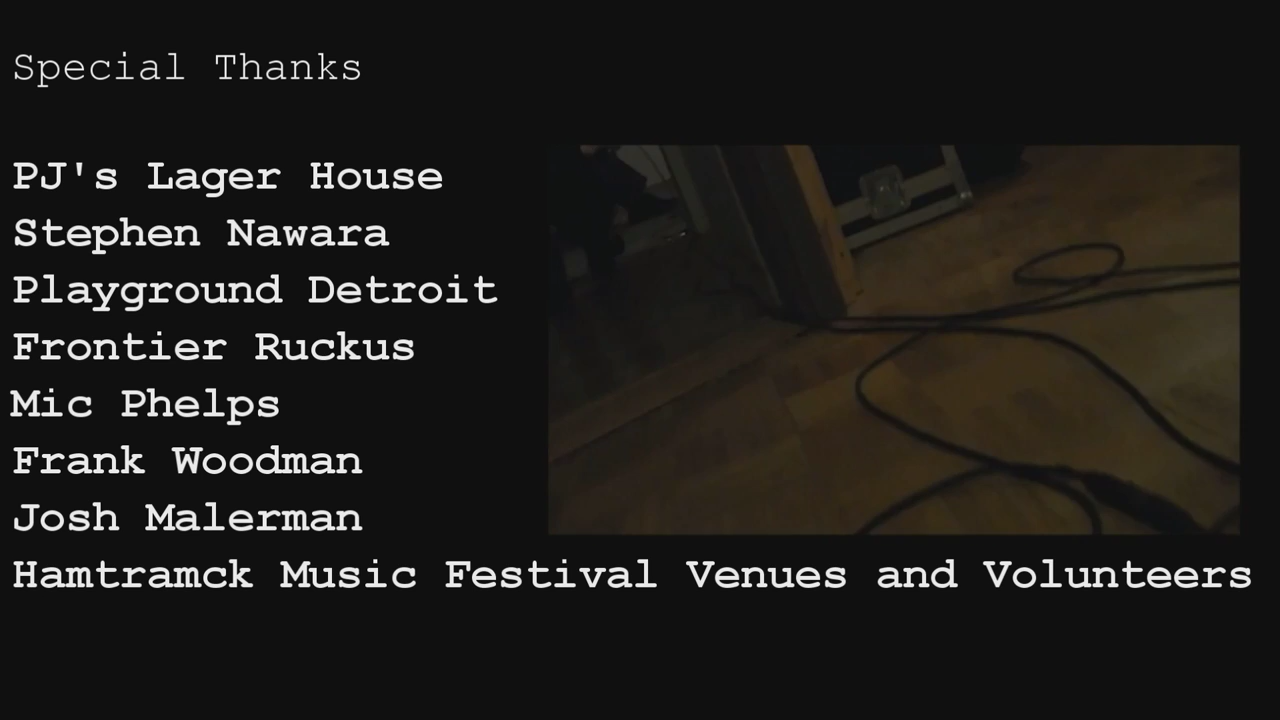 Special Thanks
PJ's Lager House
Stephen Nawara
Playground Detroit
Frontier Ruckus
Mic Phelps
Frank Woodman
Josh Malerman
Hamtramck Music Festival Venues and Volunteers